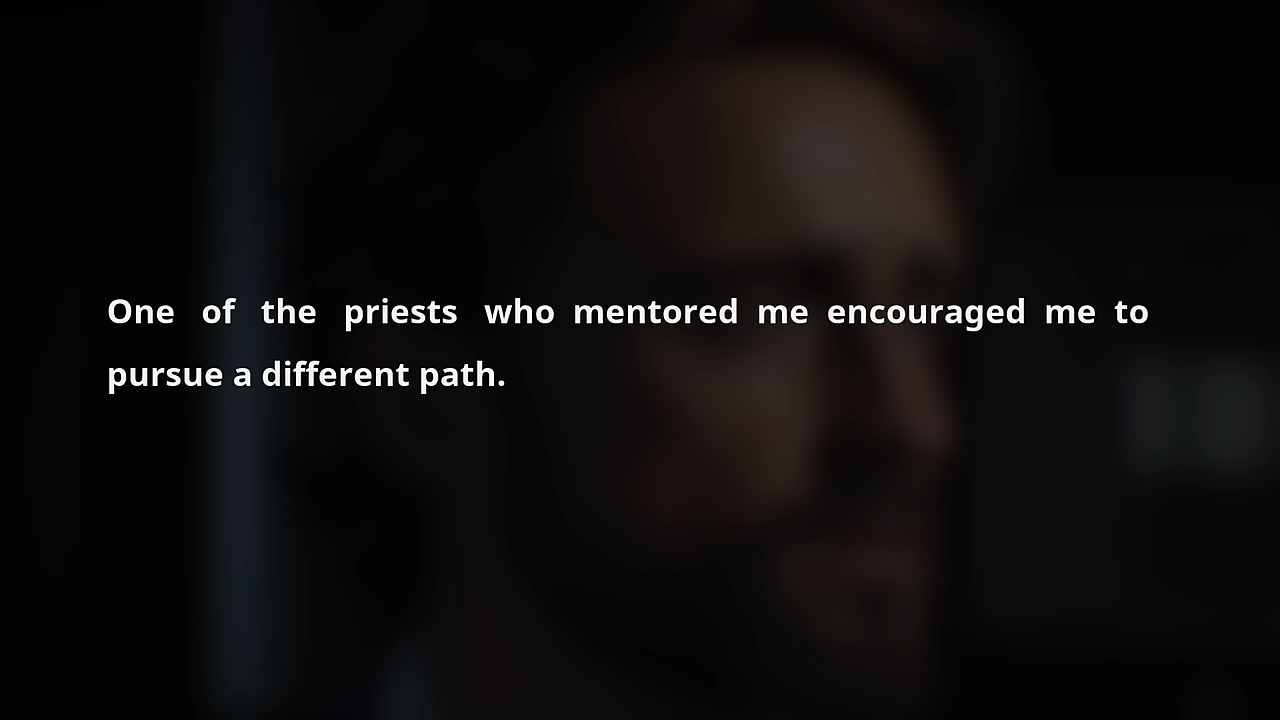 One of the priests who mentored me encouraged me to
pursue a different path.